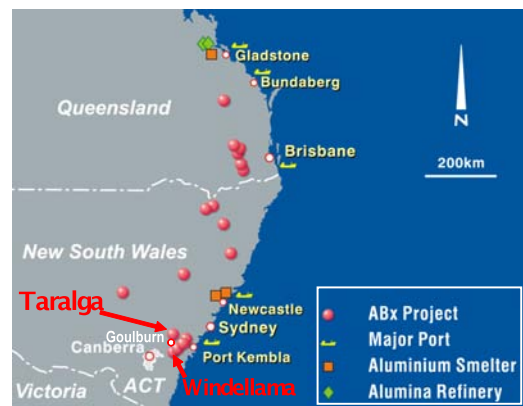 Gladstone
Bundaberg
Queensland
N
Brisbane
200km
New South Wales
Taralga
Newcastle
Goulburn
Sydney
Canberra
Port Kembla
Windellama
Victoria
ACT
ABx Project
Major Port
Aluminium Smelter
Alumina Refinery